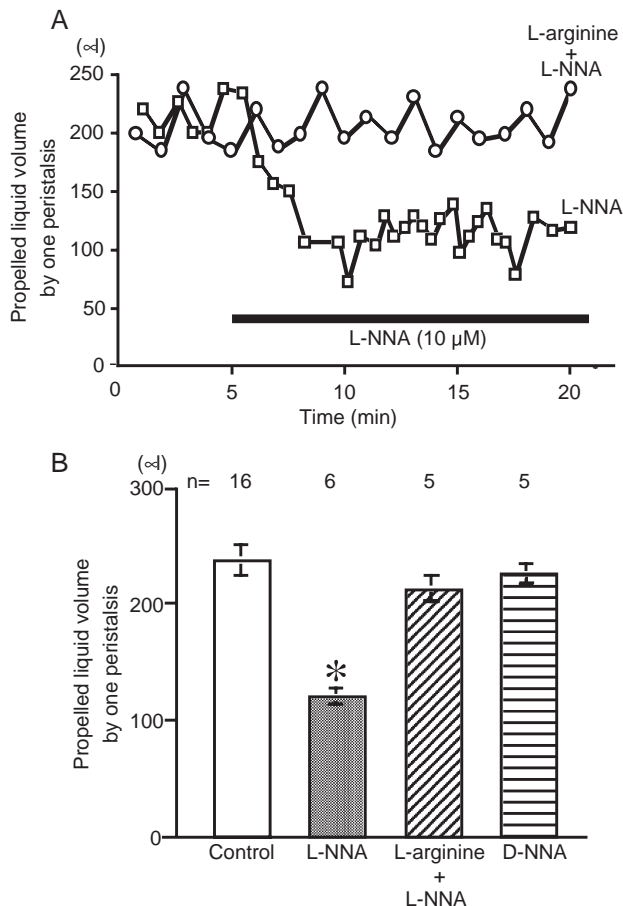 A
(∝l)
L-arginine
+
L-NNA
250
200
150
100
50
0
Propelled liquid volume
by one peristalsis
L-NNA
L-NNA (10 µM)
0 5 10 15 20
Time (min)
B
(∝l)
n= 16 6 5 5
300
200
100
0
Propelled liquid volume
by one peristalsis
*
Control L-NNA L-arginine + L-NNA D-NNA